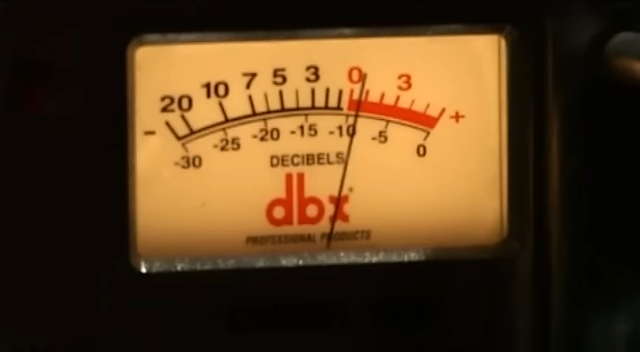 20 10 7 5 3 0 3
- +
-30 -25 -20 -15 -10 -5 0
DECIBELS
dbx
PROFESSIONAL PRODUCTS